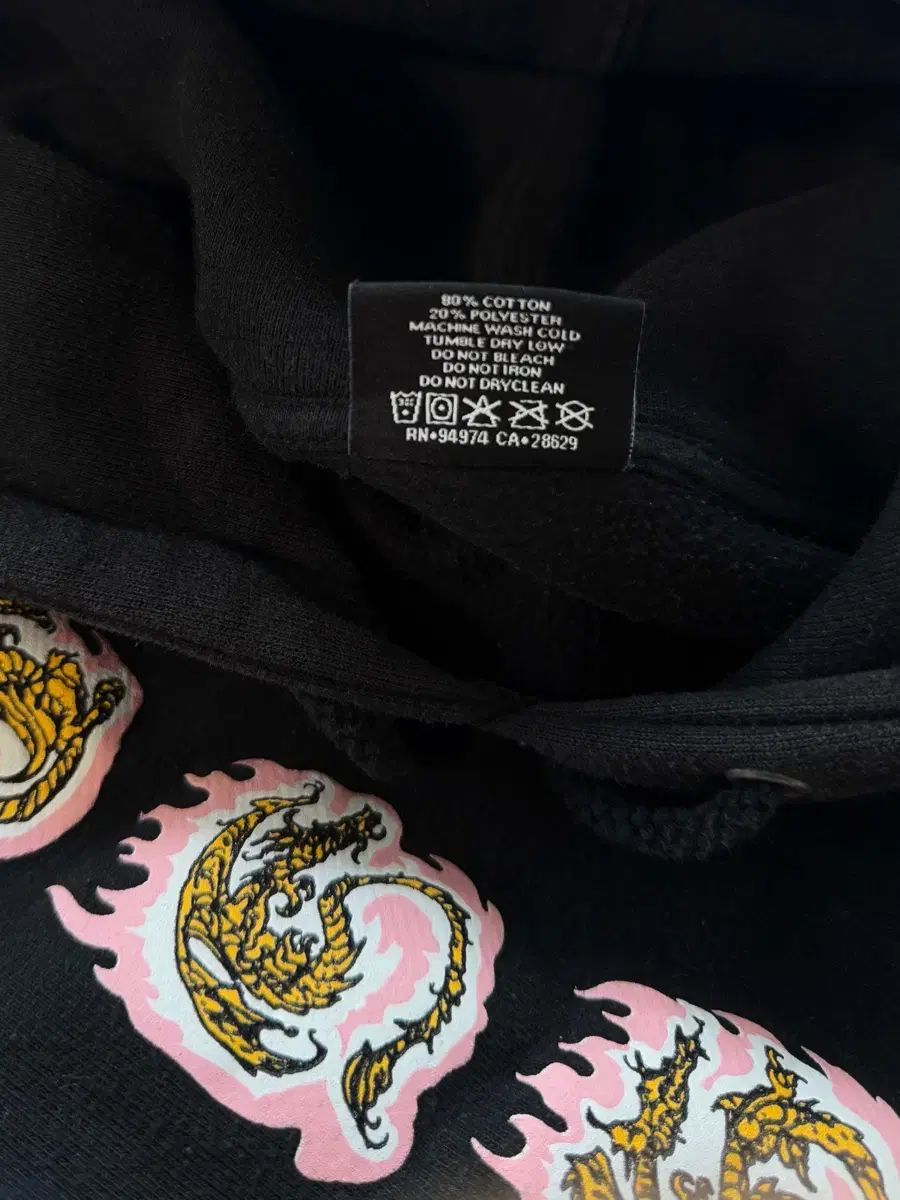 80% COTTON
20% POLYESTER
MACHINE WASH COLD
TUMBLE DRY LOW
DO NOT BLEACH
DO NOT IRON
DO NOT DRYCLEAN
RN•94974 CA•28629